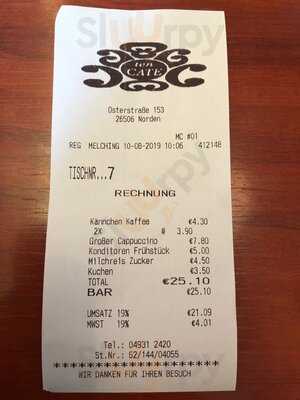 Sluurpy
ten
CATE
Osterstraße 153
26506 Norden
MC #01
REG MELCHING 10-08-2019 10:06 412148
TISCHNR...7
RECHNUNG
Kännchen Kaffee €4.30
2X @ 3.90
Großer Cappuccino €7.80
Konditoren Frühstück €5.00
Milchreis Zucker €4.50
Kuchen €3.50
TOTAL €25.10
BAR €25.10
UMSATZ 19% €21.09
MWST 19% €4.01
Tel.: 04931 2420
St.Nr.: 62/144/04055
WIR DANKEN FÜR IHREN BESUCH